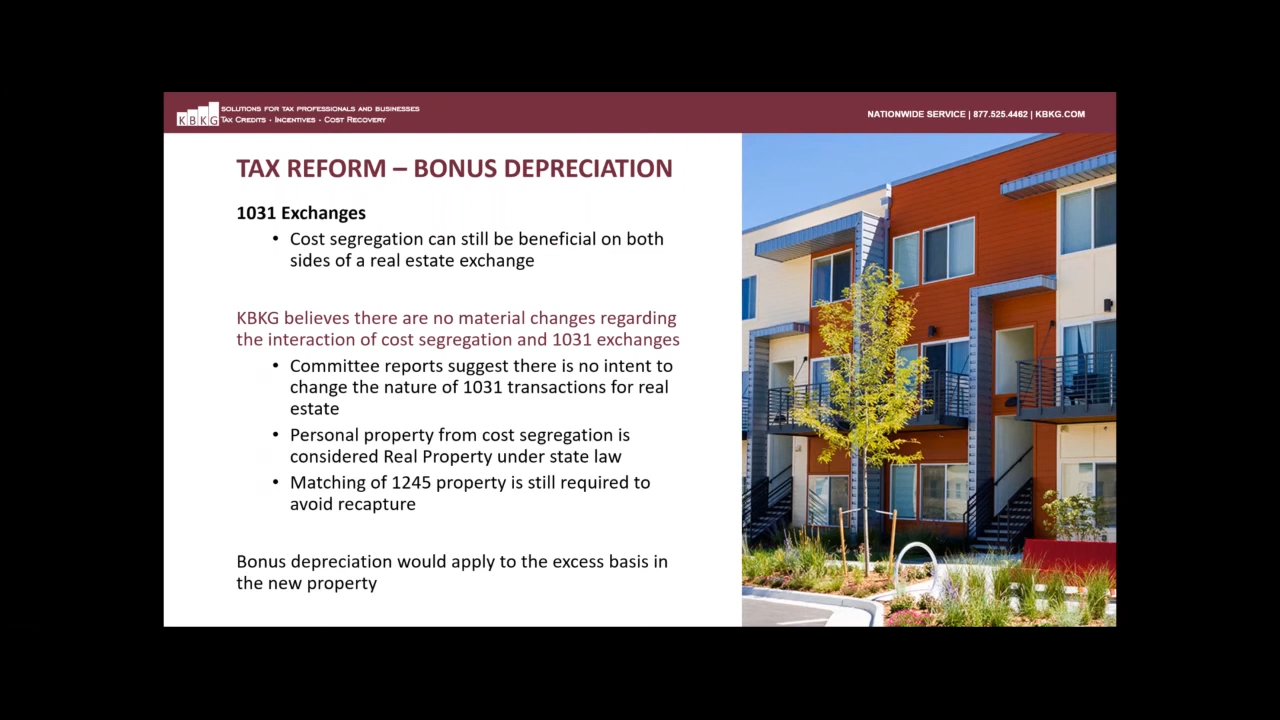 KBKG
SOLUTIONS FOR TAX PROFESSIONALS AND BUSINESSES
TAX CREDITS · INCENTIVES · COST RECOVERY
NATIONWIDE SERVICE | 877.525.4462 | KBKG.COM
TAX REFORM – BONUS DEPRECIATION
1031 Exchanges
• Cost segregation can still be beneficial on both
sides of a real estate exchange
KBKG believes there are no material changes regarding
the interaction of cost segregation and 1031 exchanges
• Committee reports suggest there is no intent to
change the nature of 1031 transactions for real
estate
• Personal property from cost segregation is
considered Real Property under state law
• Matching of 1245 property is still required to
avoid recapture
Bonus depreciation would apply to the excess basis in
the new property